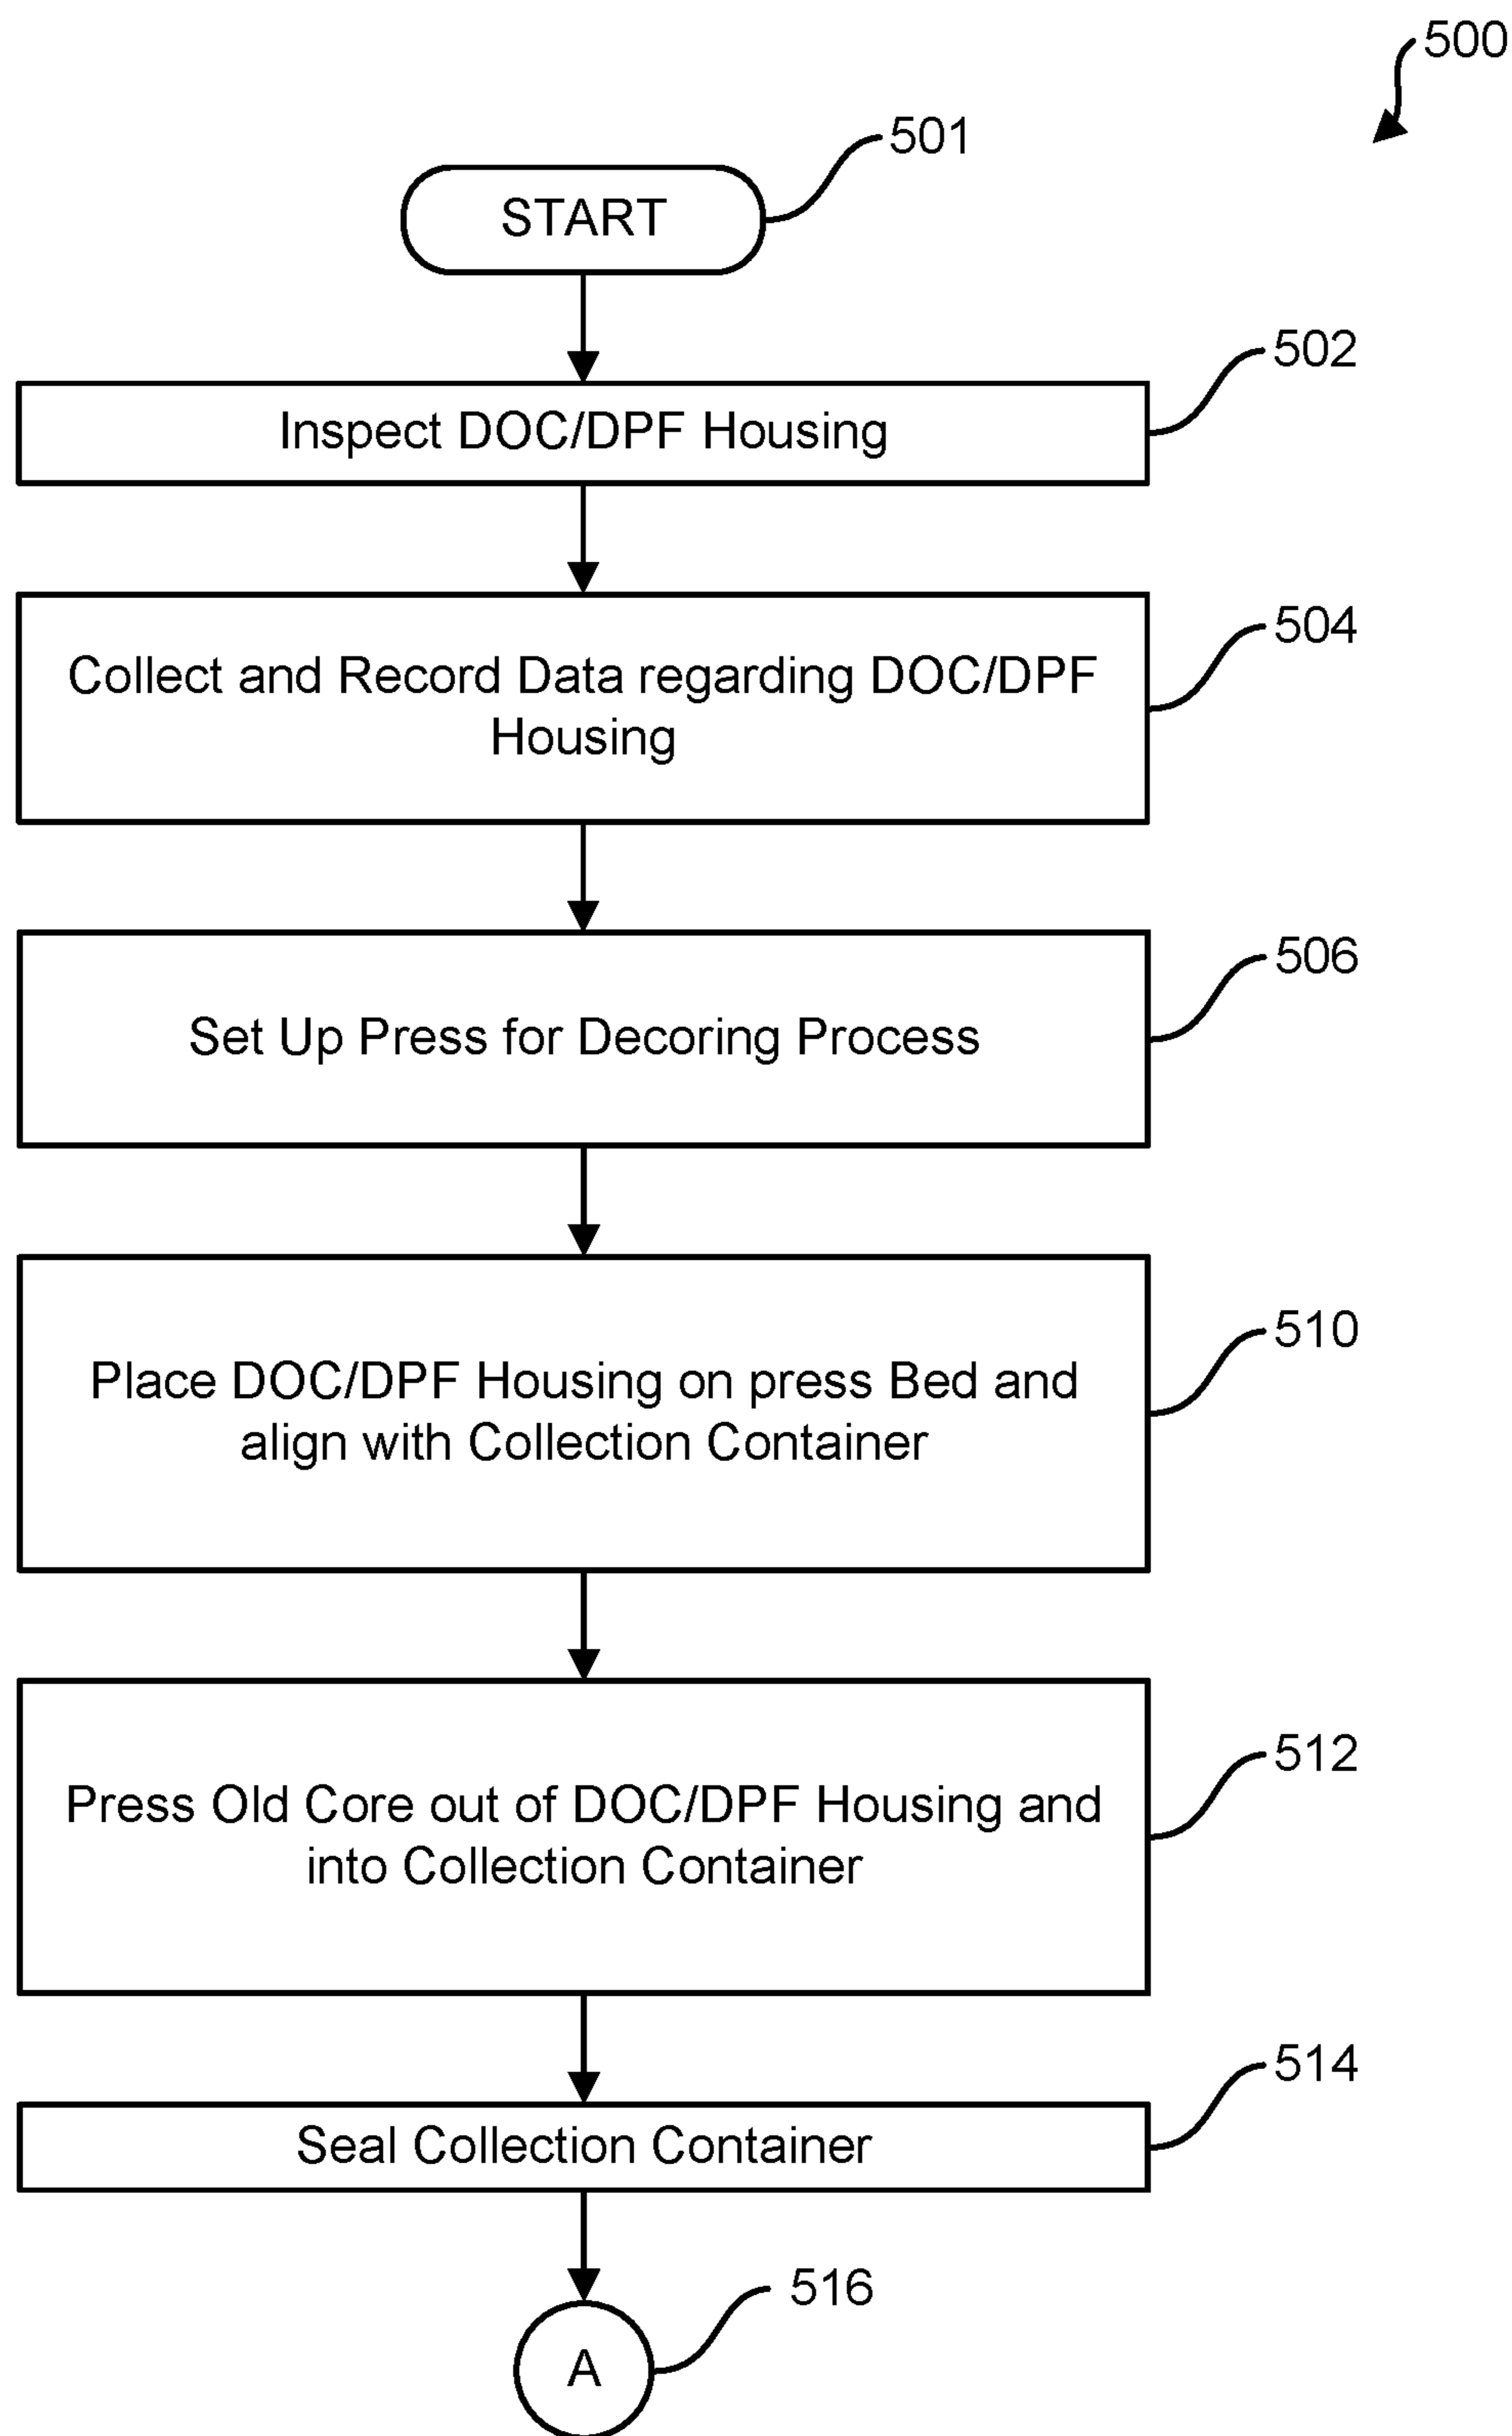 500
501
START
502
Inspect DOC/DPF Housing
504
Collect and Record Data regarding DOC/DPF
Housing
506
Set Up Press for Decoring Process
510
Place DOC/DPF Housing on press Bed and
align with Collection Container
512
Press Old Core out of DOC/DPF Housing and
into Collection Container
514
Seal Collection Container
516
A